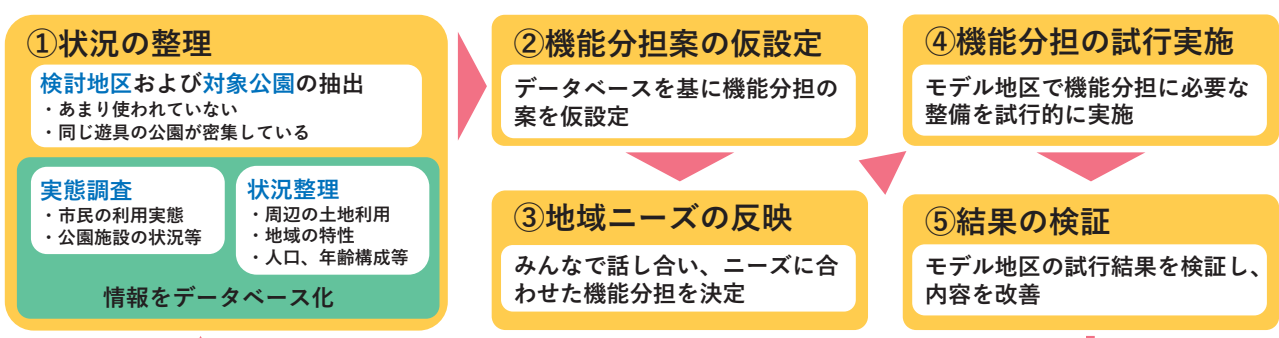 ①状況の整理
検討地区および対象公園の抽出
・あまり使われていない
・同じ遊具の公園が密集している
実態調査
・市民の利用実態
・公園施設の状況等
状況整理
・周辺の土地利用
・地域の特性
・人口、年齢構成等
情報をデータベース化
②機能分担案の仮設定
データベースを基に機能分担の
案を仮設定
③地域ニーズの反映
みんなで話し合い、ニーズに合
わせた機能分担を決定
④機能分担の試行実施
モデル地区で機能分担に必要な
整備を試行的に実施
⑤結果の検証
モデル地区の試行結果を検証し、
内容を改善